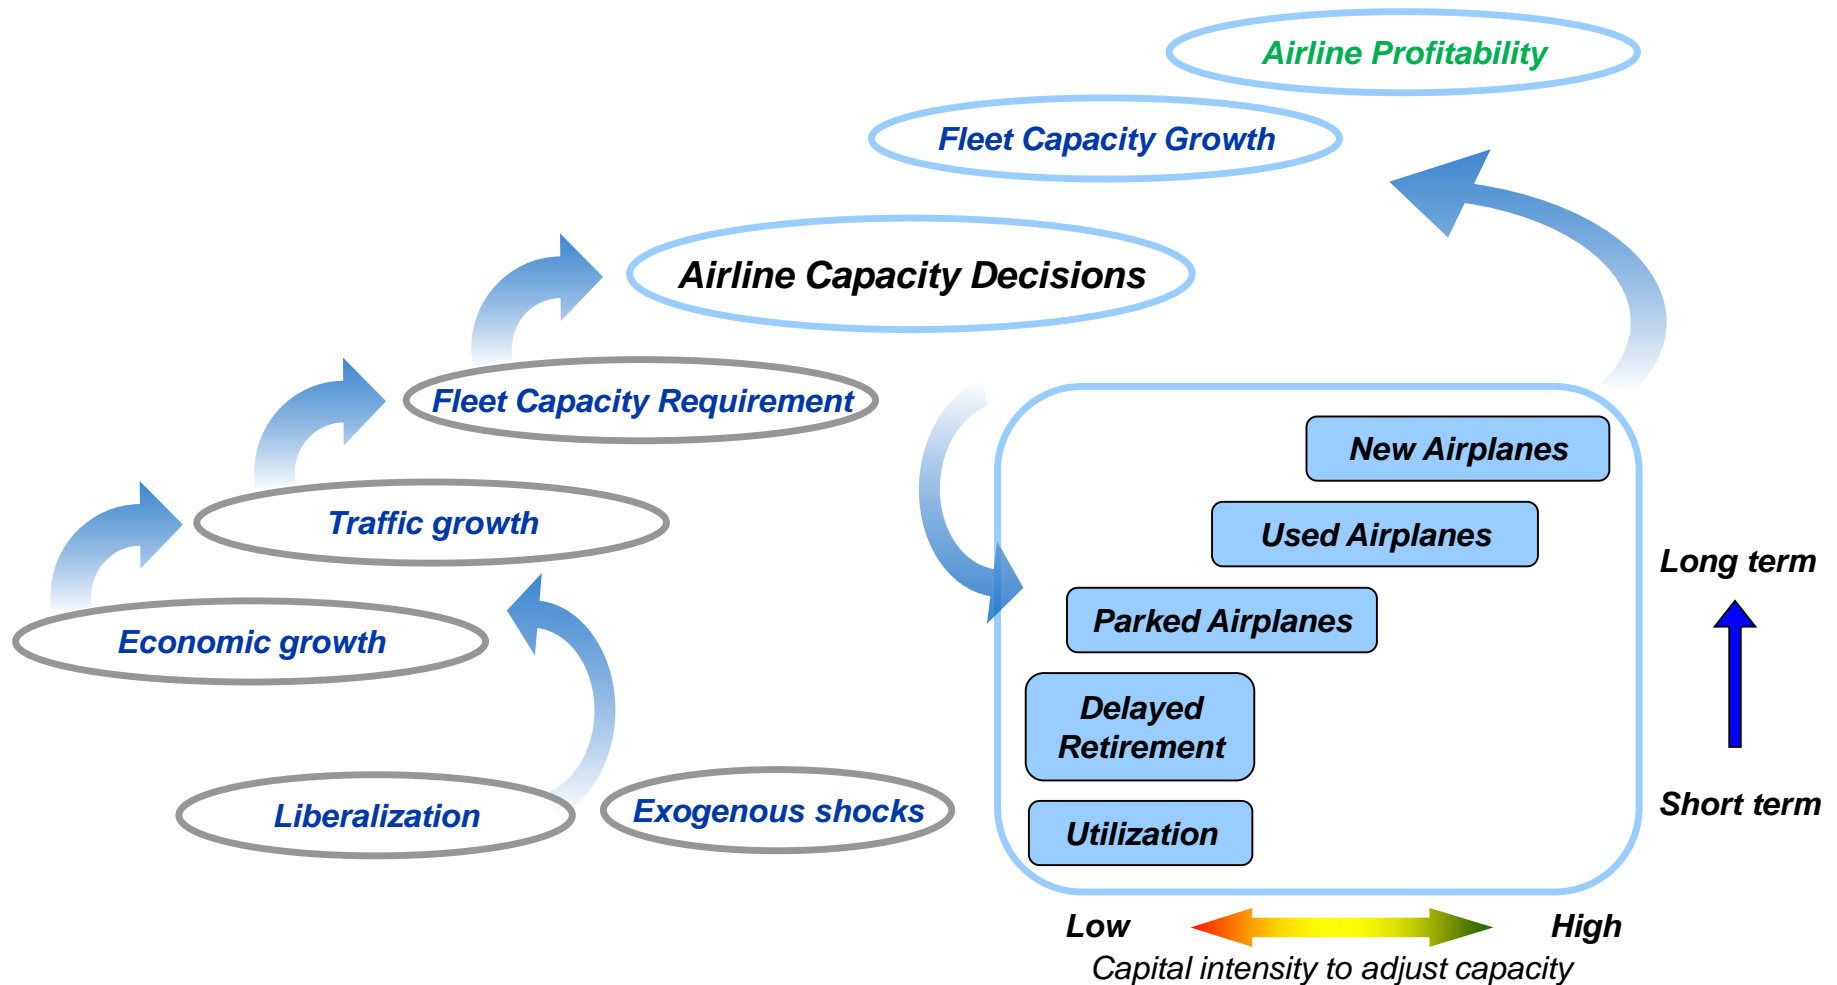 Airline Profitability
Fleet Capacity Growth
Airline Capacity Decisions
Fleet Capacity Requirement
Traffic growth
Economic growth
Liberalization
Exogenous shocks
New Airplanes
Used Airplanes
Parked Airplanes
Delayed
Retirement
Utilization
Long term
Short term
Low
High
Capital intensity to adjust capacity